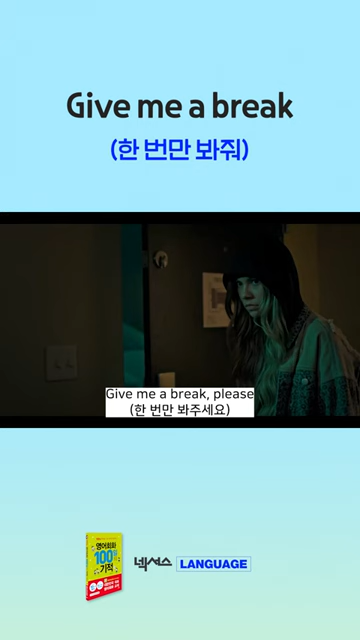 Give me a break
(한 번만 봐줘)
Give me a break, please
(한 번만 봐주세요)
영어회화
100일의
기적
넥서스 LANGUAGE